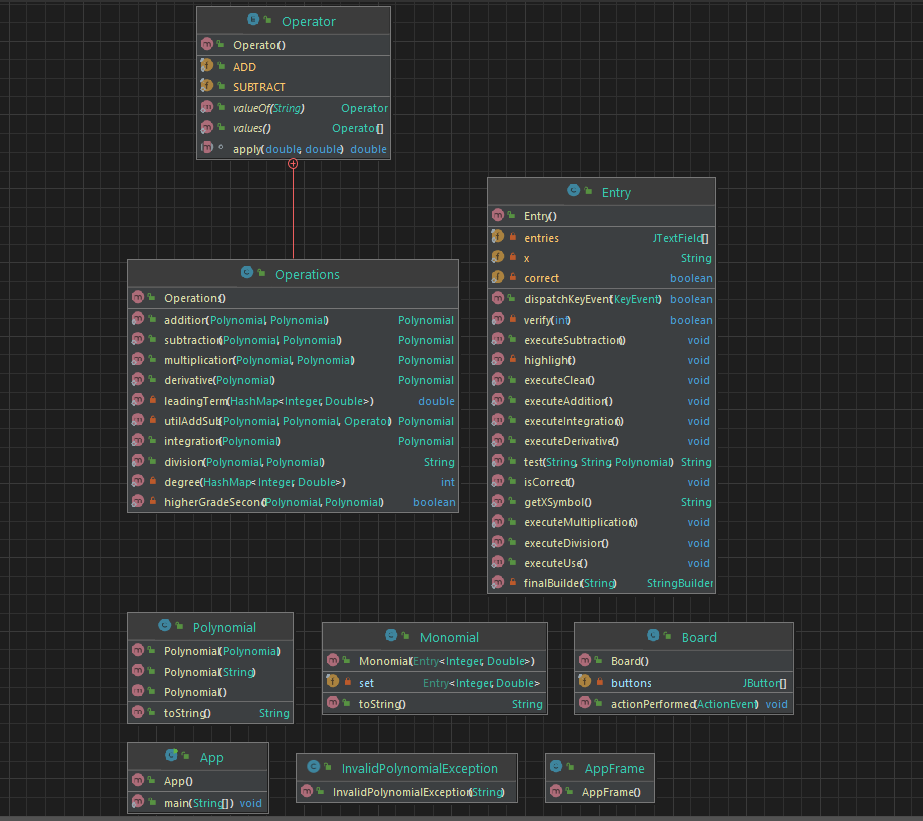 Operator
Operator()
ADD
SUBTRACT
valueOf(String) Operator
values() Operator[]
apply(double, double) double
Entry
Entry()
entries JTextField[]
x String
correct boolean
dispatchKeyEvent(KeyEvent) boolean
verify(int) boolean
executeSubtraction() void
highlight() void
executeClear() void
executeAddition() void
executeIntegration() void
executeDerivative() void
test(String, String, Polynomial) String
isCorrect() void
getXSymbol() String
executeMultiplication() void
executeDivision() void
executeUse() void
finalBuilder(String) StringBuilder
Operations
Operations()
addition(Polynomial, Polynomial) Polynomial
subtraction(Polynomial, Polynomial) Polynomial
multiplication(Polynomial, Polynomial) Polynomial
derivative(Polynomial) Polynomial
leadingTerm(HashMap<Integer, Double>) double
utilAddSub(Polynomial, Polynomial, Operator) Polynomial
integration(Polynomial) Polynomial
division(Polynomial, Polynomial) String
degree(HashMap<Integer, Double>) int
higherGradeSecond(Polynomial, Polynomial) boolean
Polynomial
Polynomial(Polynomial)
Polynomial(String)
Polynomial()
toString() String
Monomial
Monomial(Entry<Integer, Double>)
set Entry<Integer, Double>
toString() String
Board
Board()
buttons JButton[]
actionPerformed(ActionEvent) void
App
App()
main(String[]) void
InvalidPolynomialException
InvalidPolynomialException(String)
AppFrame
AppFrame()